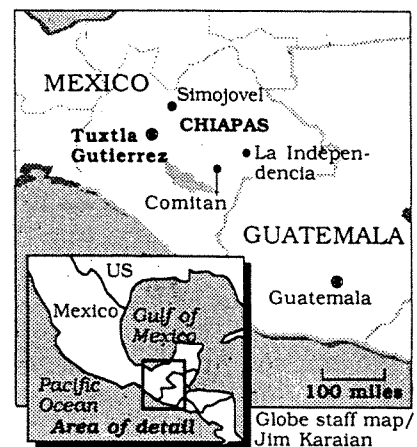 MEXICO
Simojovel
CHIAPAS
Tuxtla
Gutierrez
La Indepen-
dencia
Comitan
GUATEMALA
Guatemala
US
Mexico
Gulf of
Mexico
Pacific
Ocean
Area of detail
100 miles
Globe staff map/
Jim Karaian